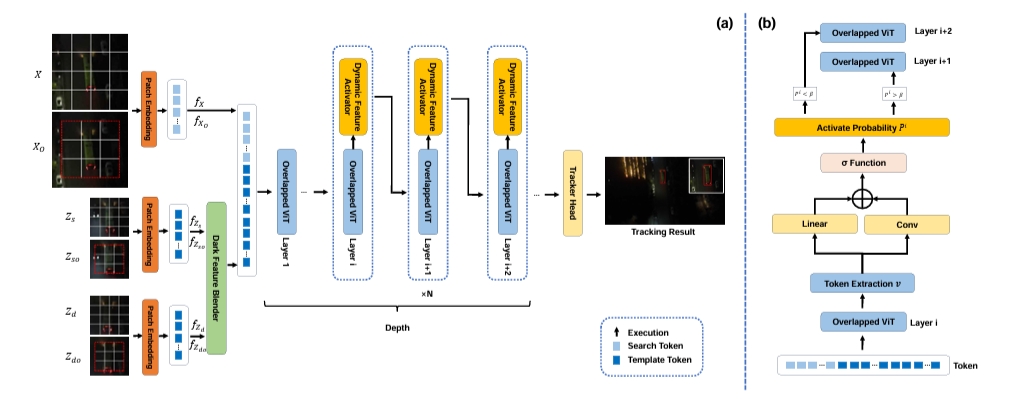 (a)
X
X_O
Patch Embedding
f_X
f_{X_O}
Z_s
Z_{so}
Patch Embedding
f_{Z_s}
f_{Z_{so}}
Z_d
Z_{do}
Patch Embedding
f_{Z_d}
f_{Z_{do}}
Dark Feature Blender
Overlapped ViT
Layer 1
...
Dynamic Feature
Activator
Overlapped ViT
Layer i
Dynamic Feature
Activator
Overlapped ViT
Layer i+1
Dynamic Feature
Activator
Overlapped ViT
Layer i+2
...
Tracker Head
Tracking Result
×N
Depth
Execution
Search Token
Template Token
(b)
Overlapped ViT
Layer i+2
Overlapped ViT
Layer i+1
P^i < β
P^i > β
Activate Probability P^i
σ Function
Linear
Conv
Token Extraction ν
Overlapped ViT
Layer i
Token